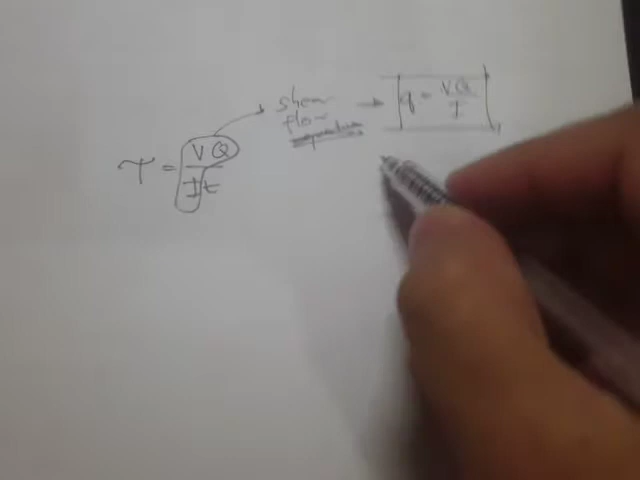 τ = VQ / It
shear
flow
→ q = VQ / I